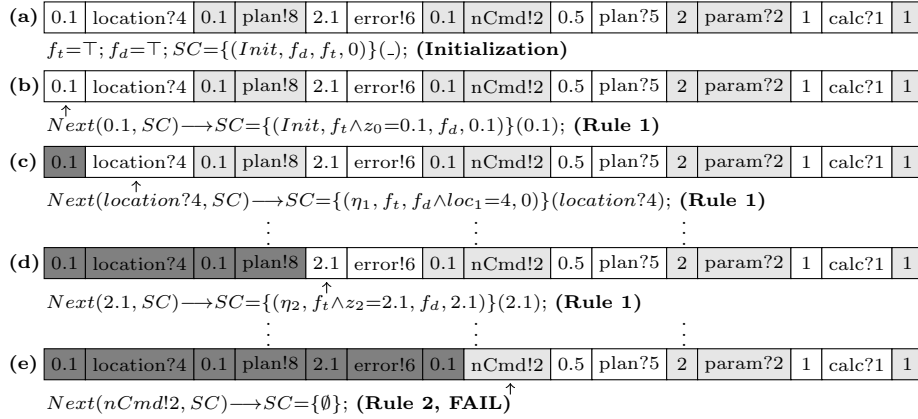 (a) 0.1 location?4 0.1 plan!8 2.1 error!6 0.1 nCmd!2 0.5 plan?5 2 param?2 1 calc?1 1
f_t=⊤; f_d=⊤; SC={(Init, f_d, f_t, 0)}(_); (Initialization)
(b) 0.1 location?4 0.1 plan!8 2.1 error!6 0.1 nCmd!2 0.5 plan?5 2 param?2 1 calc?1 1
↑
Next(0.1, SC)⟶SC={(Init, f_t∧z_0=0.1, f_d, 0.1)}(0.1); (Rule 1)
(c) 0.1 location?4 0.1 plan!8 2.1 error!6 0.1 nCmd!2 0.5 plan?5 2 param?2 1 calc?1 1
↑
Next(location?4, SC)⟶SC={(η_1, f_t, f_d∧loc_1=4, 0)}(location?4); (Rule 1)
⋮ ⋮ ⋮
(d) 0.1 location?4 0.1 plan!8 2.1 error!6 0.1 nCmd!2 0.5 plan?5 2 param?2 1 calc?1 1
↑
Next(2.1, SC)⟶SC={(η_2, f_t∧z_2=2.1, f_d, 2.1)}(2.1); (Rule 1)
⋮ ⋮ ⋮
(e) 0.1 location?4 0.1 plan!8 2.1 error!6 0.1 nCmd!2 0.5 plan?5 2 param?2 1 calc?1 1
↑
Next(nCmd!2, SC)⟶SC={∅}; (Rule 2, FAIL)